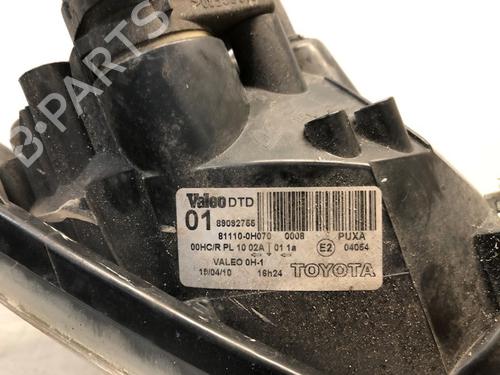 B-PARTS
Valeo DTD
01 89092755
81110-0H070 0008 PUXA
00HC/R PL 10 02A 01 1a E2 04054
VALEO 0H-1
15/04/10 16h24 TOYOTA